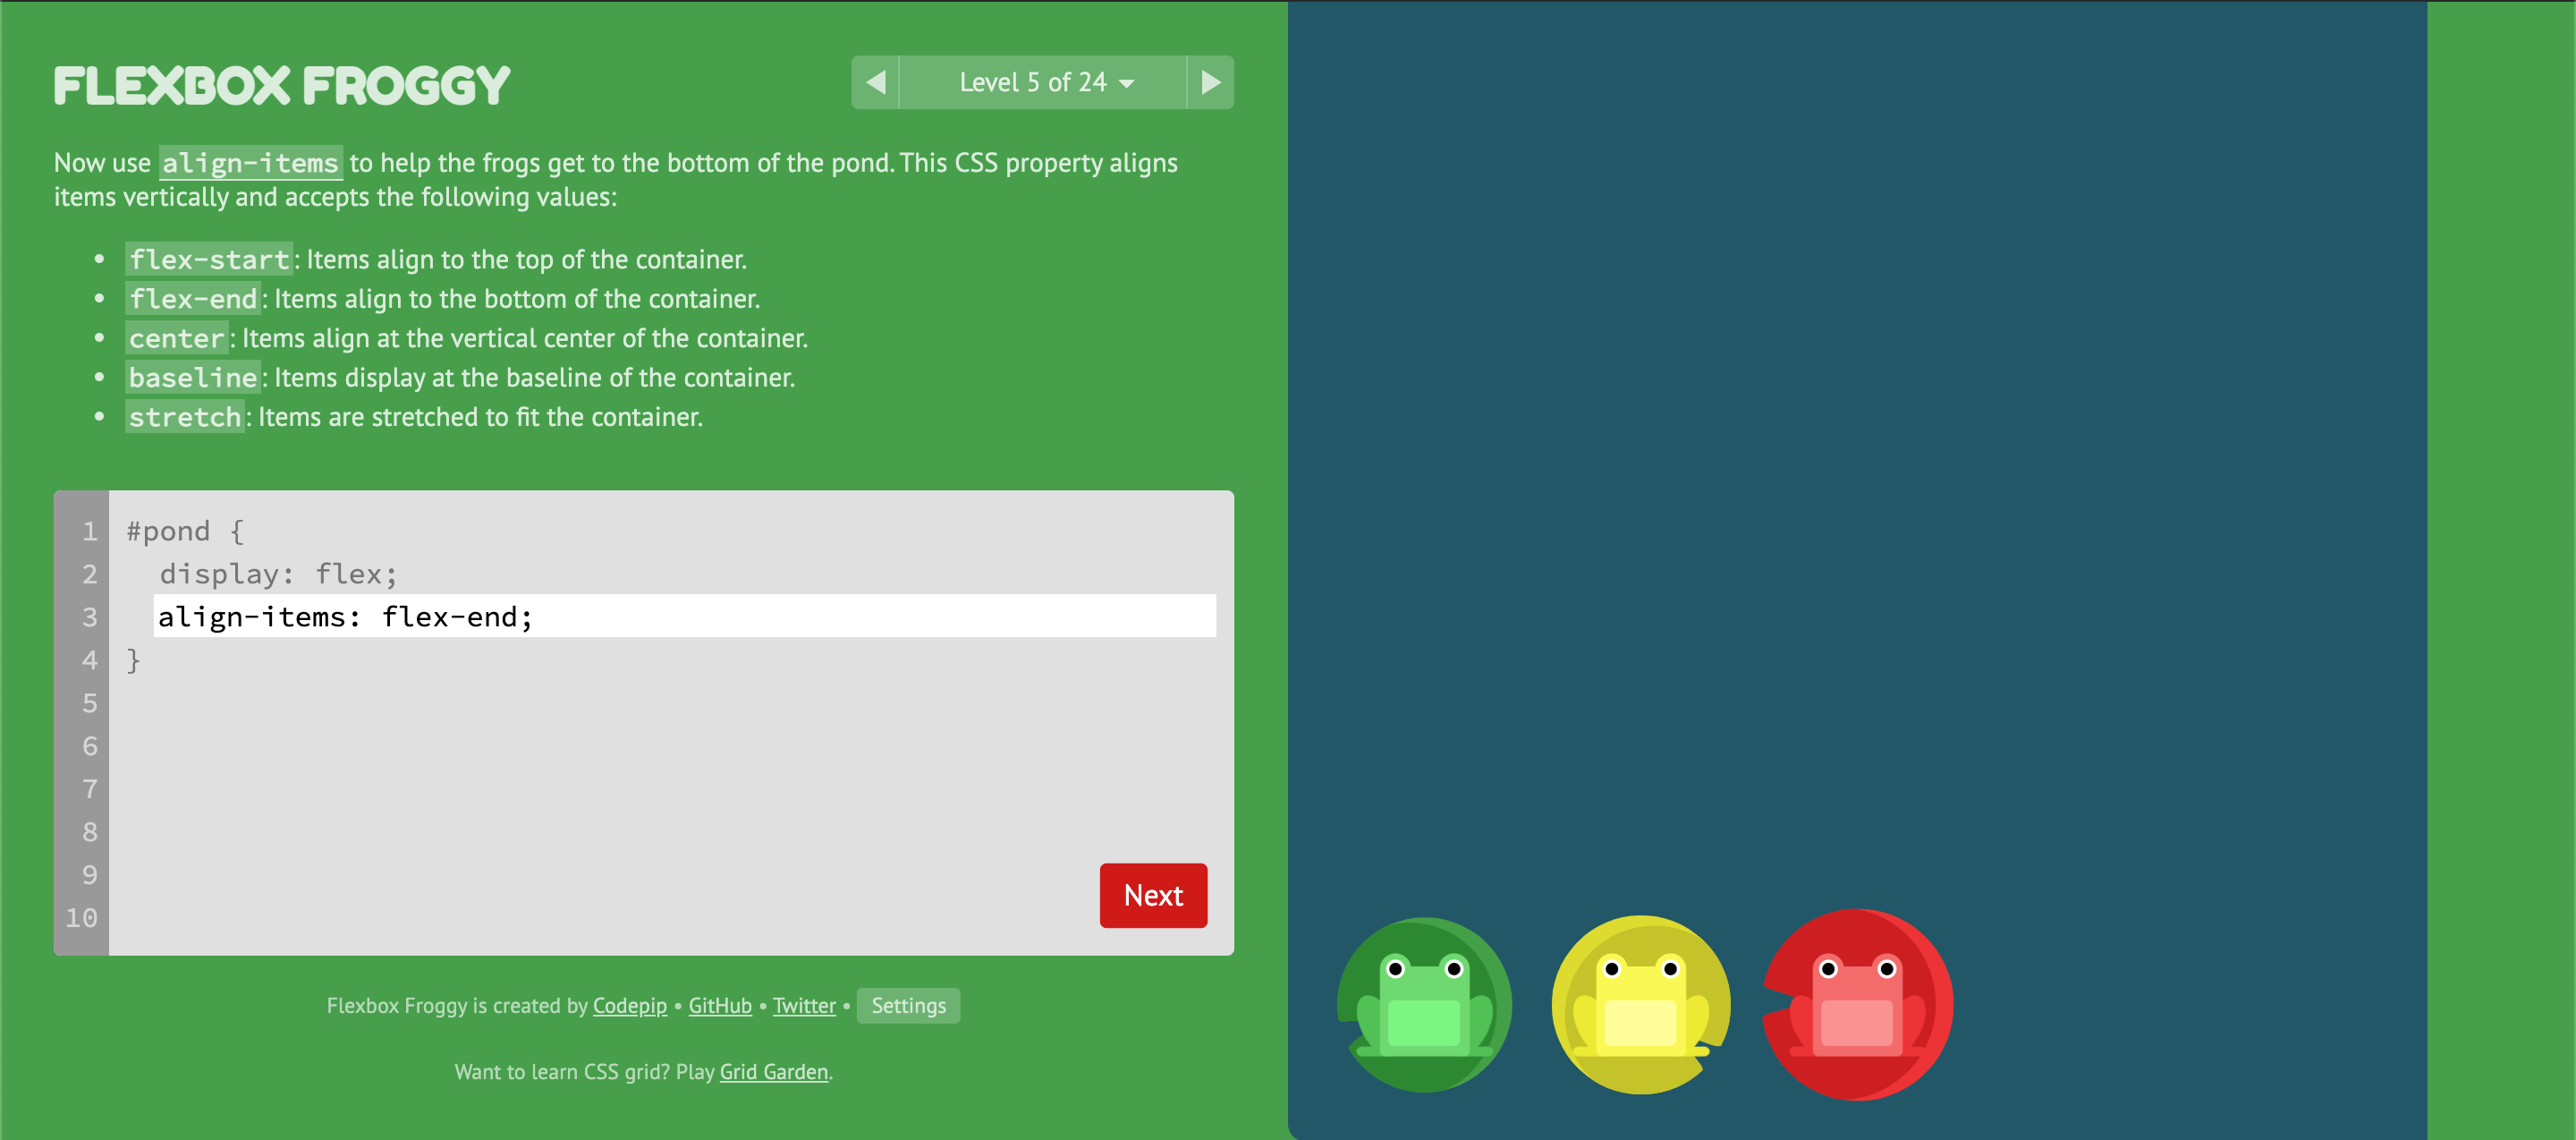 FLEXBOX FROGGY
Level 5 of 24
Now use align-items to help the frogs get to the bottom of the pond. This CSS property aligns
items vertically and accepts the following values:
• flex-start: Items align to the top of the container.
• flex-end: Items align to the bottom of the container.
• center: Items align at the vertical center of the container.
• baseline: Items display at the baseline of the container.
• stretch: Items are stretched to fit the container.
1 #pond {
2 display: flex;
3 align-items: flex-end;
4 }
5
6
7
8
9
10
Next
Flexbox Froggy is created by Codepip • GitHub • Twitter • Settings
Want to learn CSS grid? Play Grid Garden.